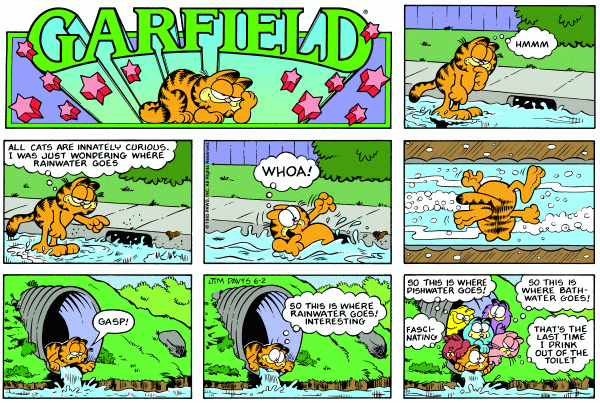 GARFIELD
HMMM
ALL CATS ARE INNATELY CURIOUS.
I WAS JUST WONDERING WHERE
RAINWATER GOES
WHOA!
GASP!
JIM DAVIS 6-2
SO THIS IS WHERE
RAINWATER GOES!
INTERESTING
SO THIS IS WHERE
DISHWATER GOES!
SO THIS IS
WHERE BATH-
WATER GOES!
FASCI-
NATING
THAT'S THE
LAST TIME
I DRINK
OUT OF THE
TOILET